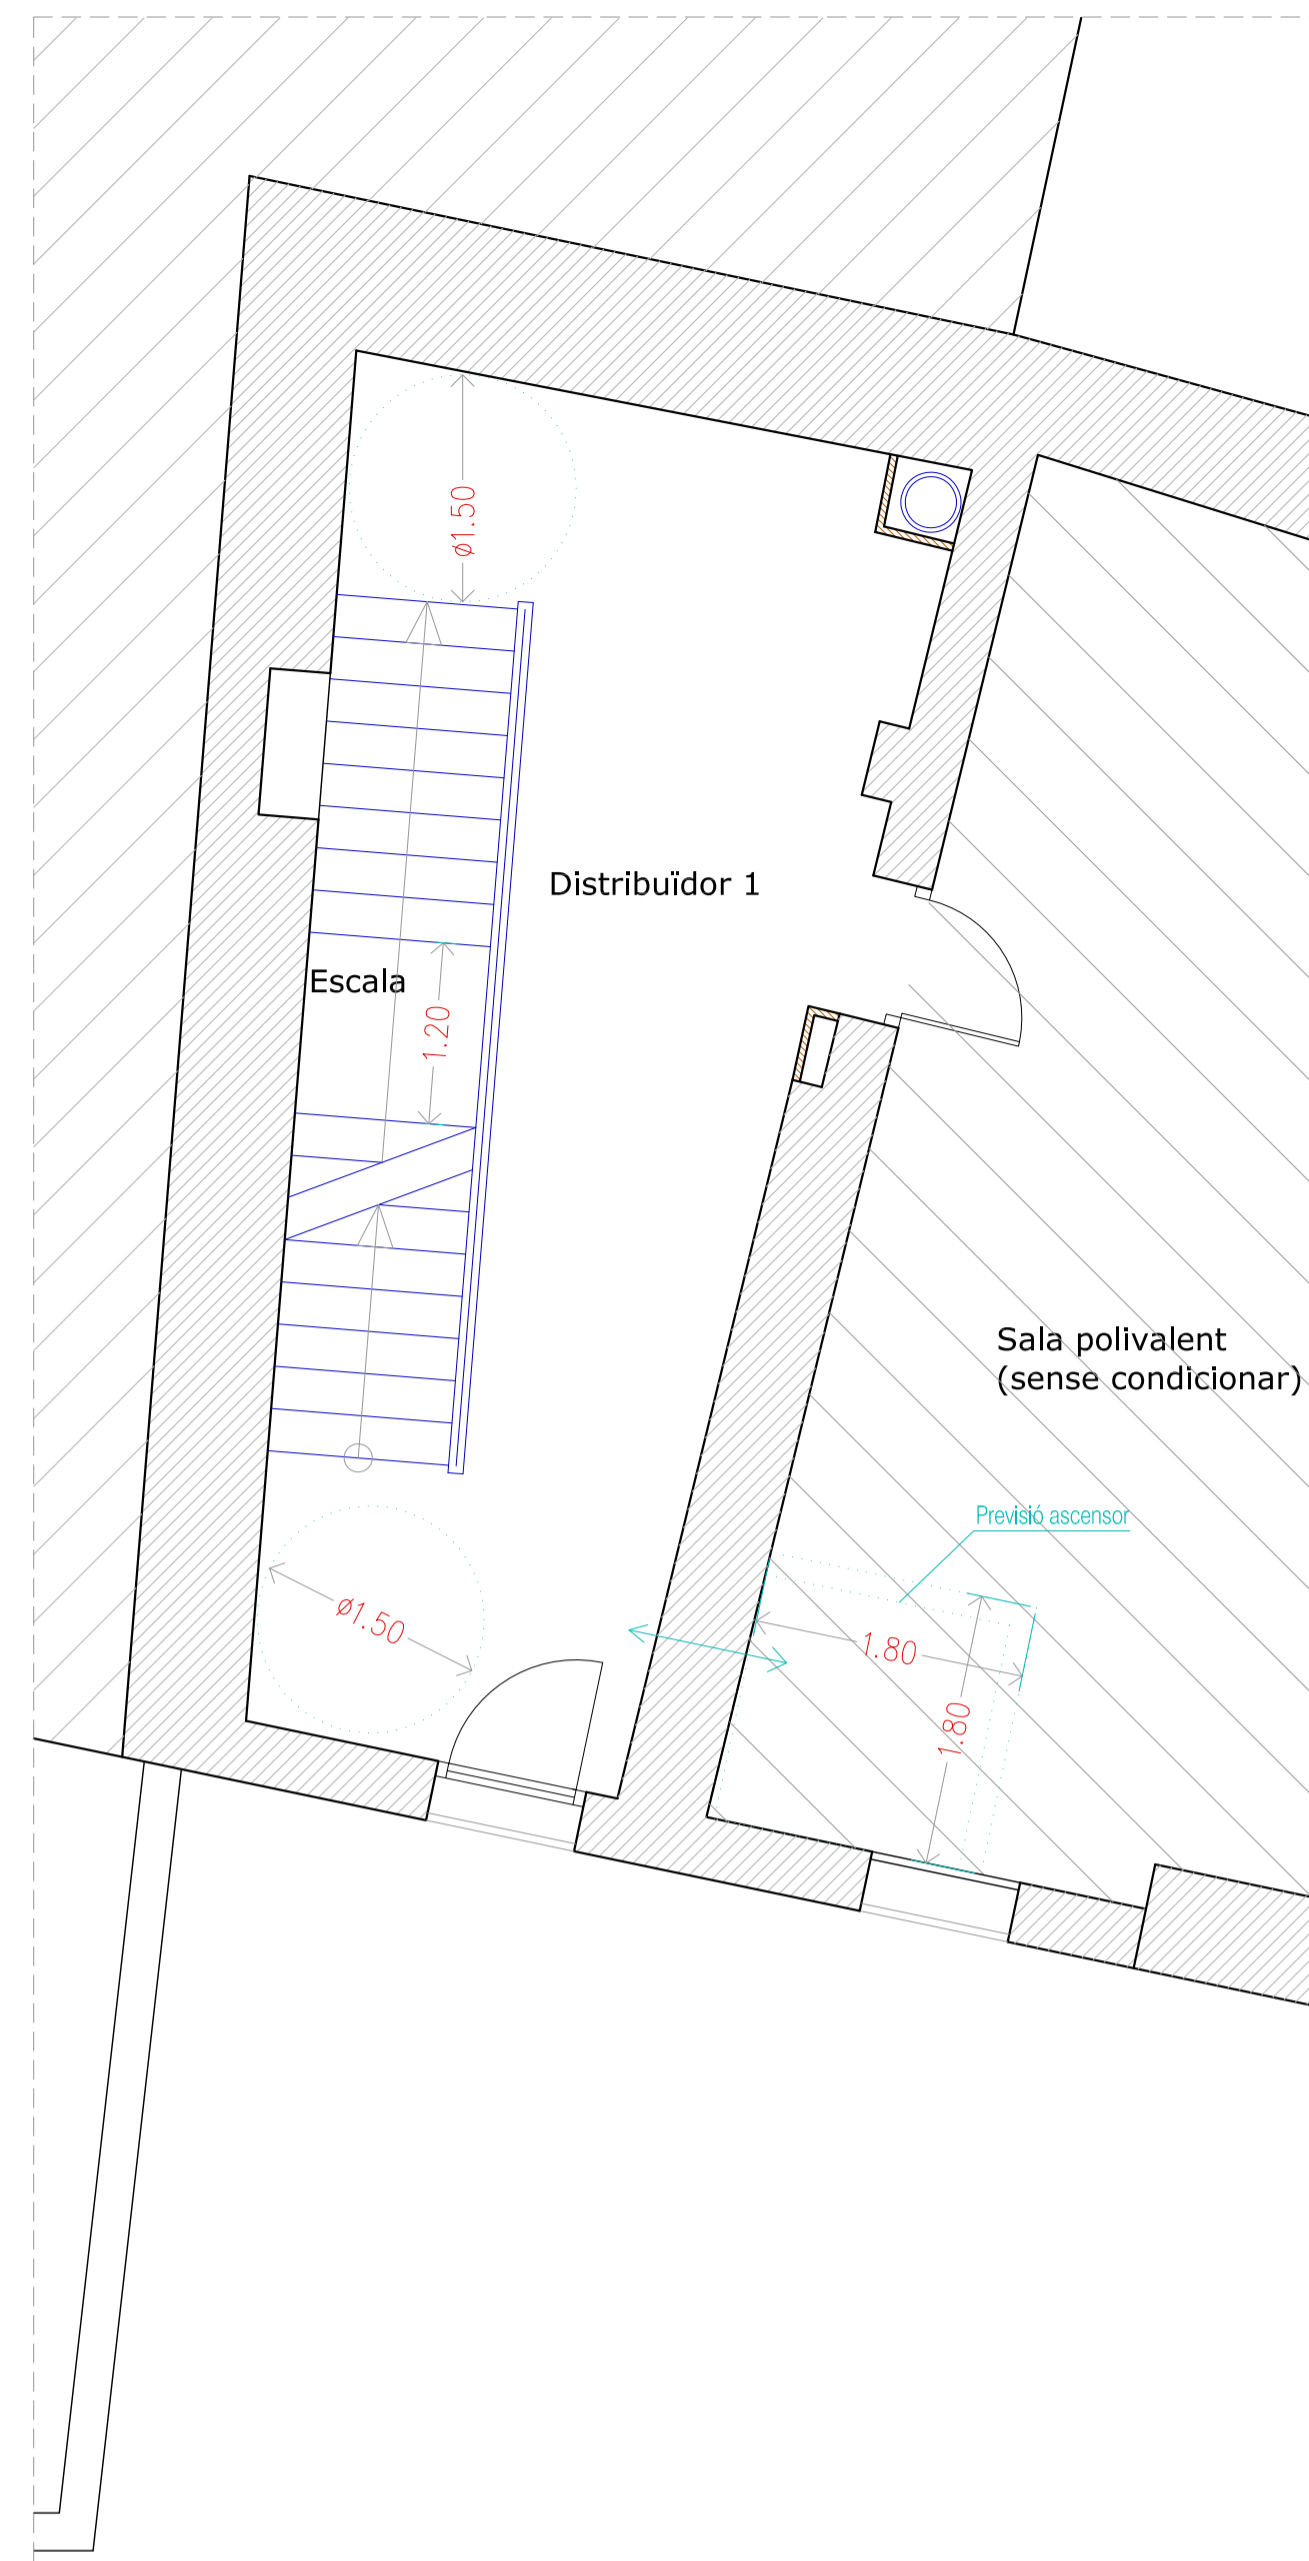 ø1.50
Distribuïdor 1
Escala
1.20
Sala polivalent
(sense condicionar)
Previsió ascensor
ø1.50
1.80
1.80